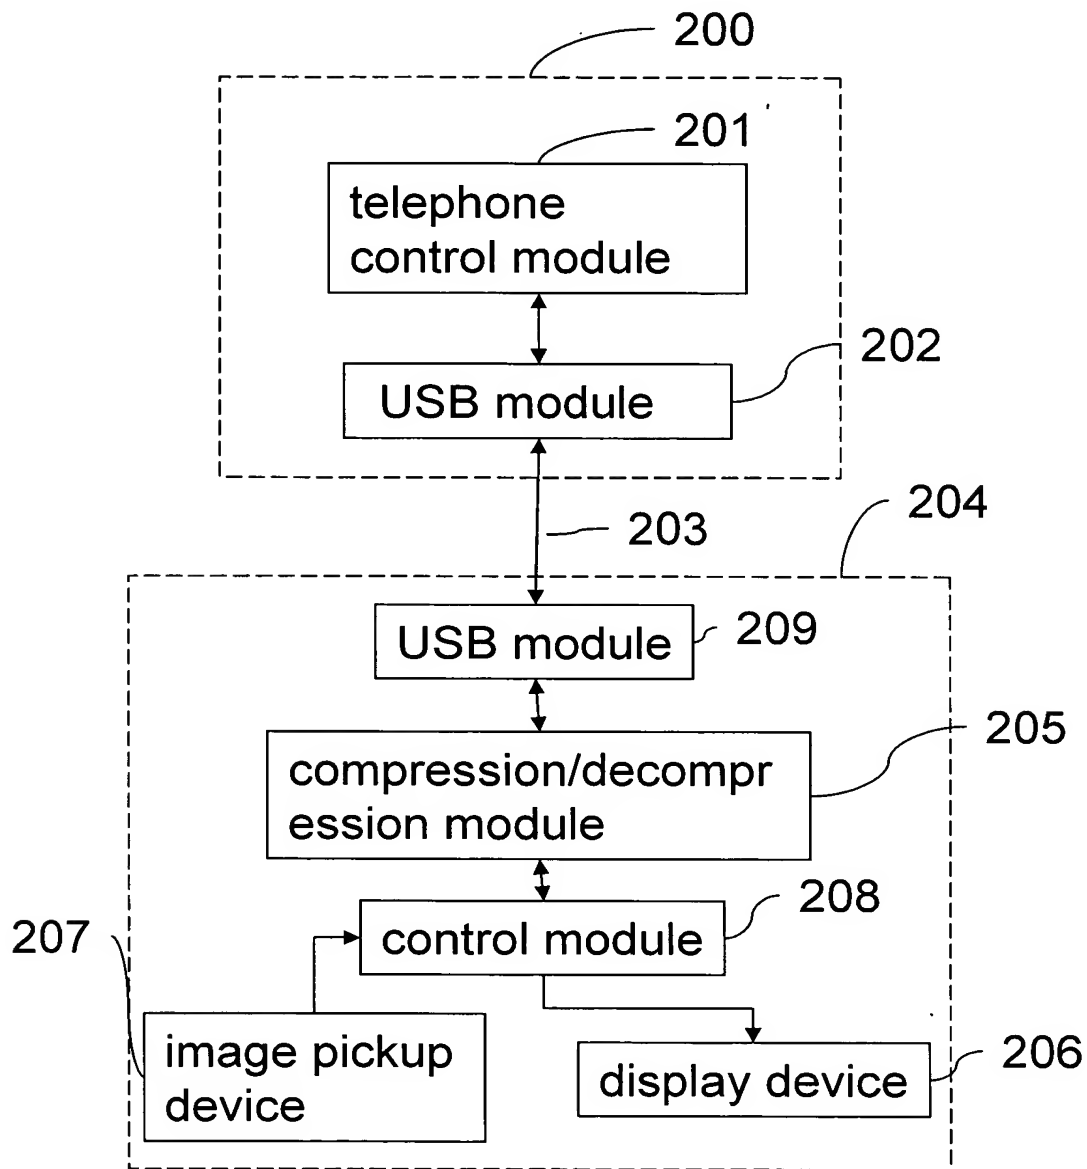 200
201
telephone
control module
202
USB module
204
203
USB module
209
205
compression/decompr
ession module
208
control module
207
image pickup
device
display device
206